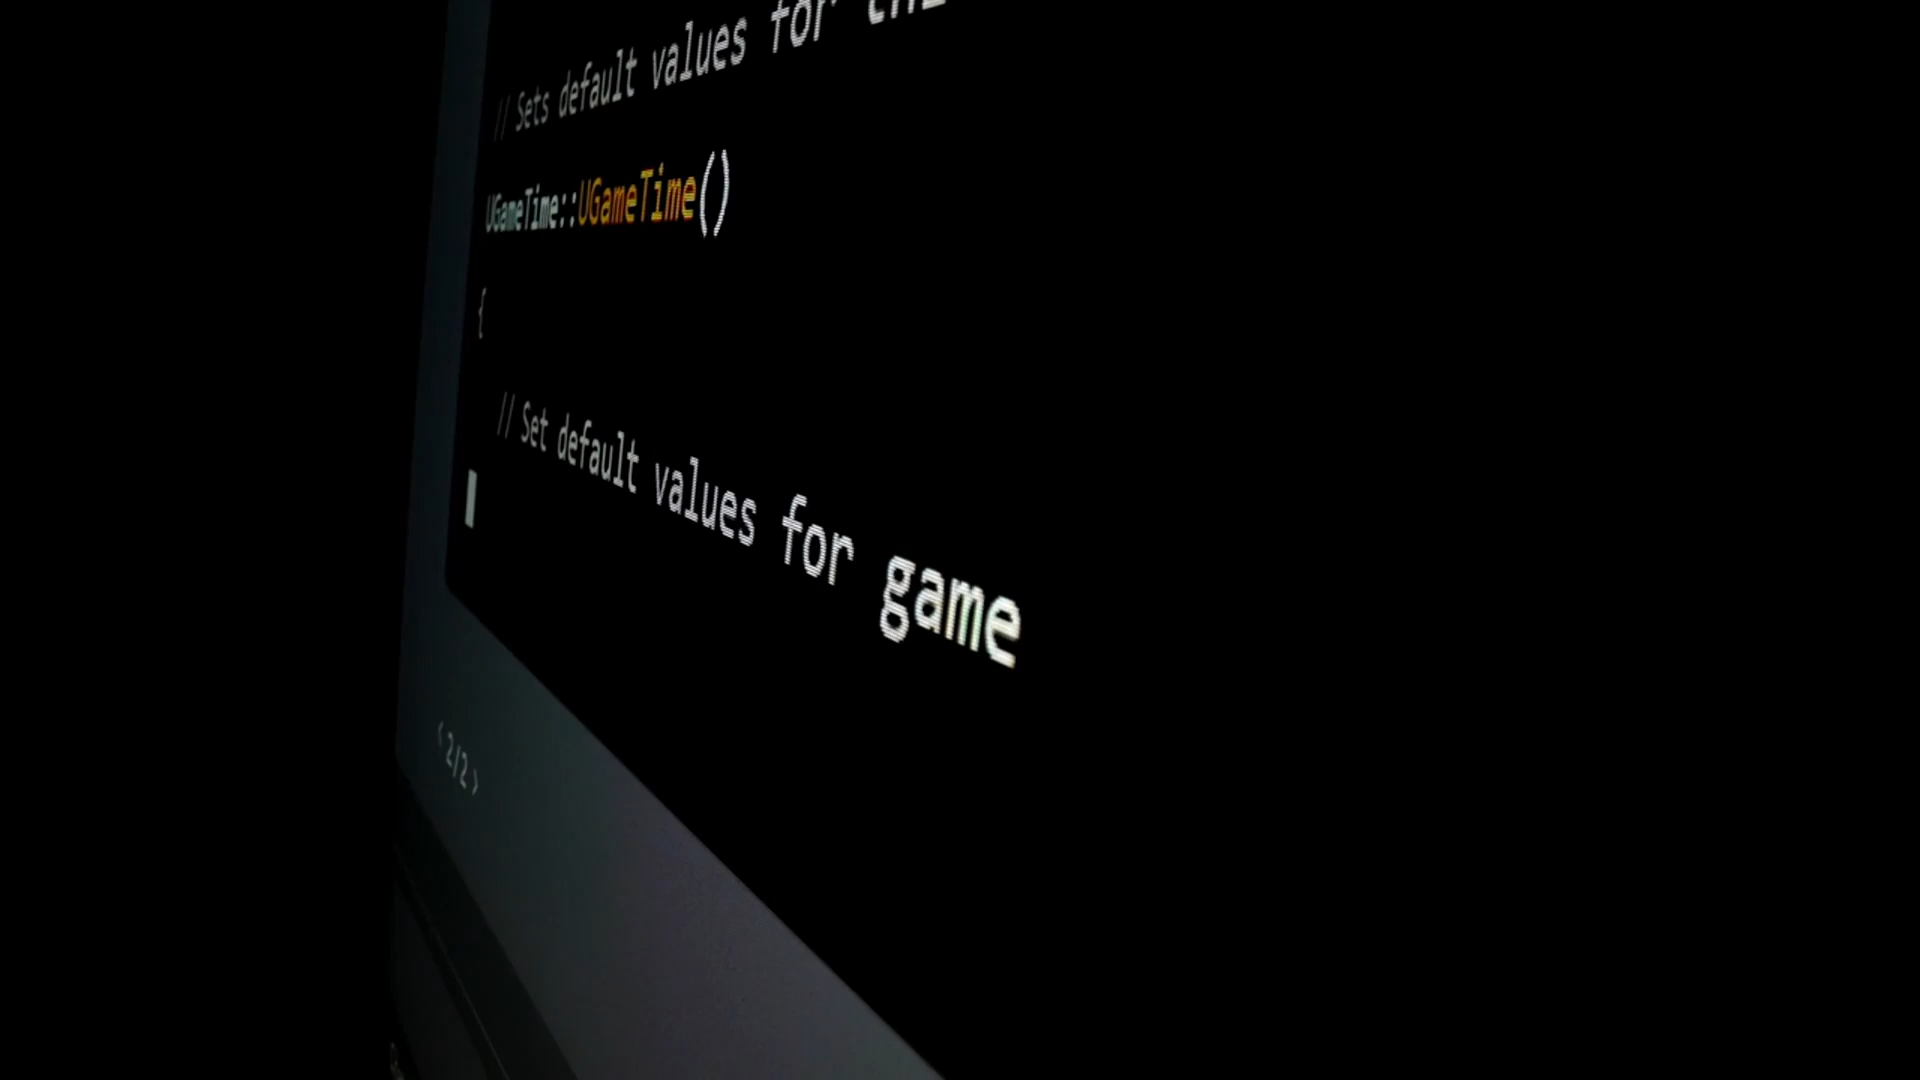 // Sets default values for
UGameTime::UGameTime()
{
// Set default values for game
< 2/2 >